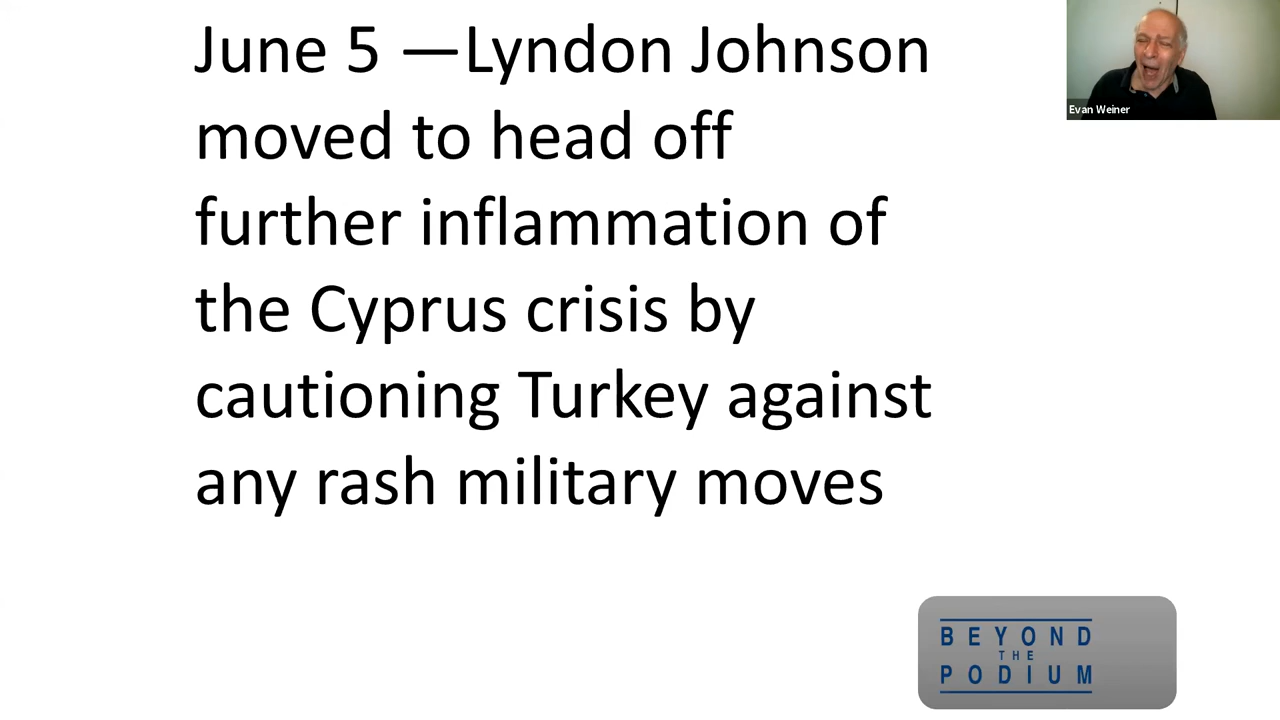 June 5 —Lyndon Johnson
moved to head off
further inflammation of
the Cyprus crisis by
cautioning Turkey against
any rash military moves
Evan Weiner
BEYOND
THE
PODIUM